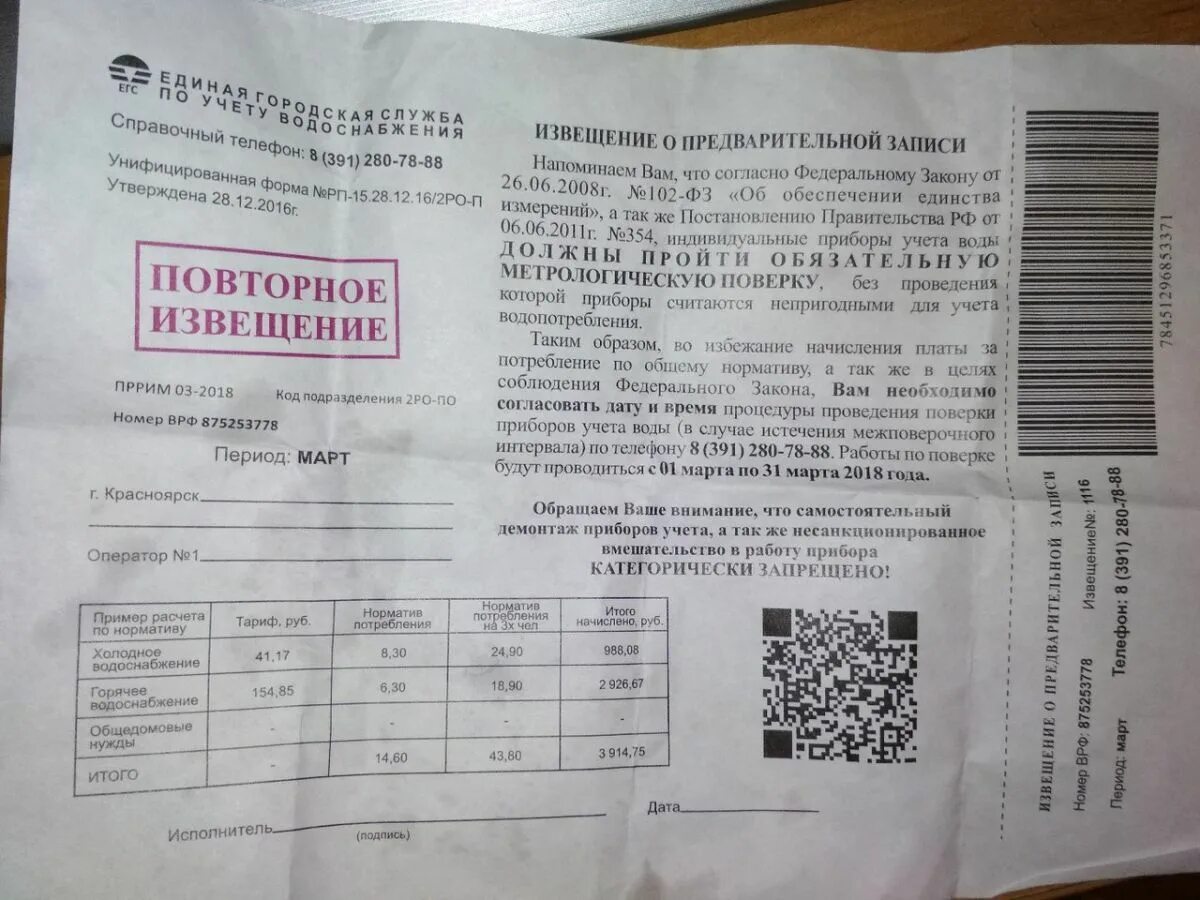 ЕГС
ЕДИНАЯ ГОРОДСКАЯ СЛУЖБА
ПО УЧЕТУ ВОДОСНАБЖЕНИЯ
Справочный телефон: 8 (391) 280-78-88
Унифицированная форма №РП-15.28.12.16/2РО-П
Утверждена 28.12.2016г.
ПОВТОРНОЕ
ИЗВЕЩЕНИЕ
ПРРИМ 03-2018 Код подразделения 2РО-ПО
Номер ВРФ 875253778
Период: МАРТ
г. Красноярск
Оператор №1
ИЗВЕЩЕНИЕ О ПРЕДВАРИТЕЛЬНОЙ ЗАПИСИ
Напоминаем Вам, что согласно Федеральному Закону от
26.06.2008г. №102-ФЗ «Об обеспечении единства
измерений», а так же Постановлению Правительства РФ от
06.06.2011г. №354, индивидуальные приборы учета воды
ДОЛЖНЫ ПРОЙТИ ОБЯЗАТЕЛЬНУЮ
МЕТРОЛОГИЧЕСКУЮ ПОВЕРКУ, без проведения
которой приборы считаются непригодными для учета
водопотребления.
Таким образом, во избежание начисления платы за
потребление по общему нормативу, а так же в целях
соблюдения Федерального Закона, Вам необходимо
согласовать дату и время процедуры проведения поверки
приборов учета воды (в случае истечения межповерочного
интервала) по телефону 8 (391) 280-78-88. Работы по поверке
будут проводиться с 01 марта по 31 марта 2018 года.
Обращаем Ваше внимание, что самостоятельный
демонтаж приборов учета, а так же несанкционированное
вмешательство в работу прибора
КАТЕГОРИЧЕСКИ ЗАПРЕЩЕНО!
Пример расчета по нормативу Тариф, руб. Норматив потребления Норматив потребления на 3х чел Итого начислено, руб.
Холодное водоснабжение 41,17 8,30 24,90 988,08
Горячее водоснабжение 154,85 6,30 18,90 2 926,67
Общедомовые нужды - - - -
ИТОГО - 14,60 43,80 3 914,75
Исполнитель
(подпись)
Дата
7845129685337​1
ИЗВЕЩЕНИЕ О ПРЕДВАРИТЕЛЬНОЙ ЗАПИСИ
Номер ВРФ: 875253778 Извещение№: 1116
Период: март Телефон: 8 (391) 280-78-88